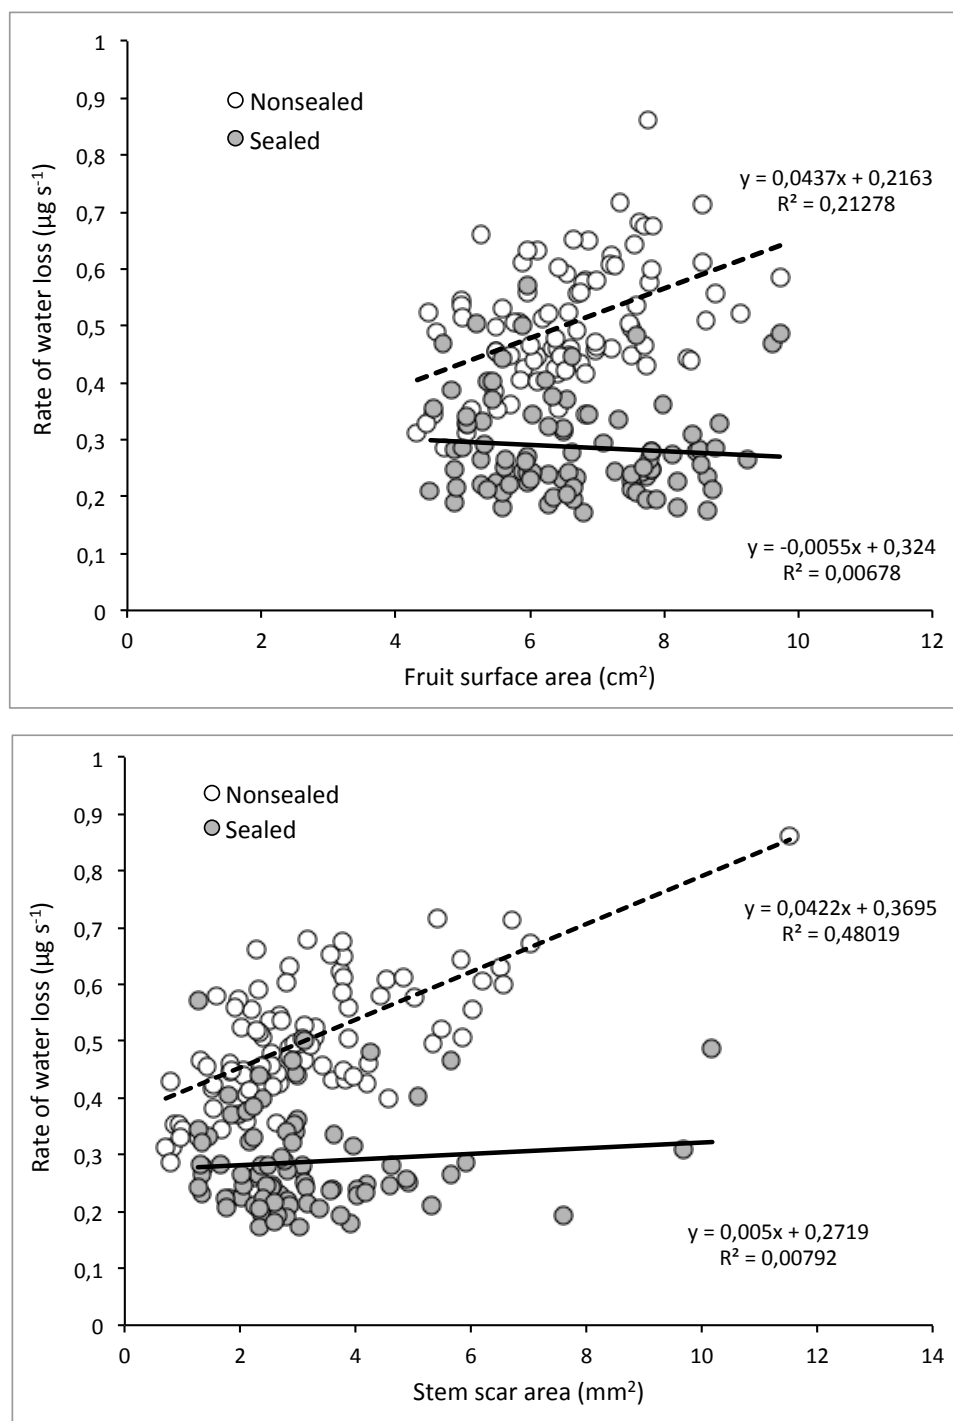 1
0,9
0,8
0,7
0,6
0,5
0,4
0,3
0,2
0,1
0
Rate of water loss (µg s⁻¹)
Nonsealed
Sealed
y = 0,0437x + 0,2163
R² = 0,21278
y = -0,0055x + 0,324
R² = 0,00678
0 2 4 6 8 10 12
Fruit surface area (cm²)
1
0,9
0,8
0,7
0,6
0,5
0,4
0,3
0,2
0,1
0
Rate of water loss (µg s⁻¹)
Nonsealed
Sealed
y = 0,0422x + 0,3695
R² = 0,48019
y = 0,005x + 0,2719
R² = 0,00792
0 2 4 6 8 10 12 14
Stem scar area (mm²)